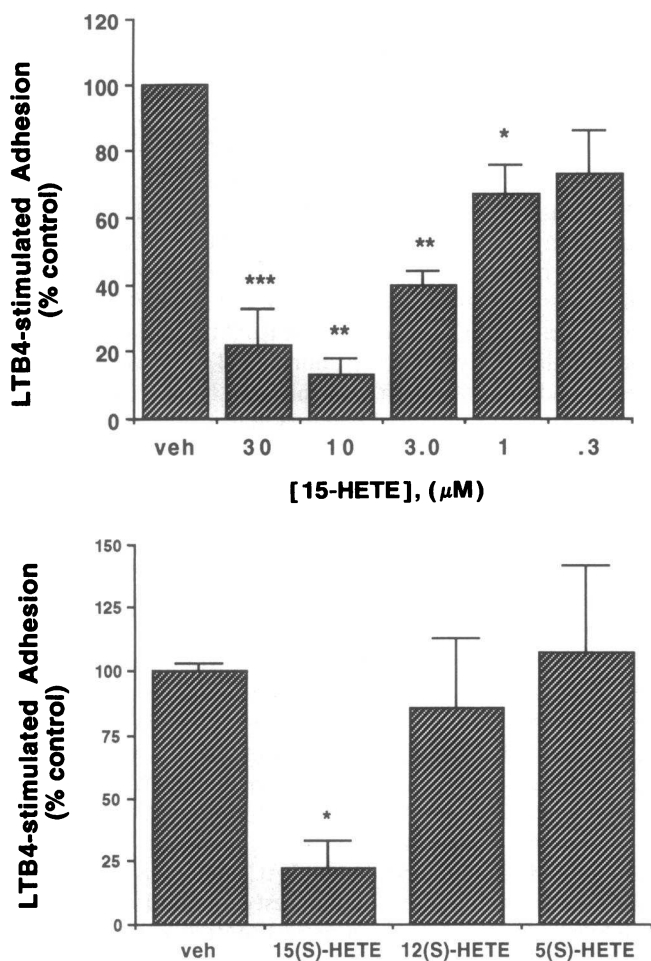 LTB4-stimulated Adhesion
(% control)
120
100
80
60
40
20
0
***
**
**
*
veh 30 10 3.0 1 .3
[15-HETE], (μM)
LTB4-stimulated Adhesion
(% control)
150
125
100
75
50
25
0
*
veh 15(S)-HETE 12(S)-HETE 5(S)-HETE